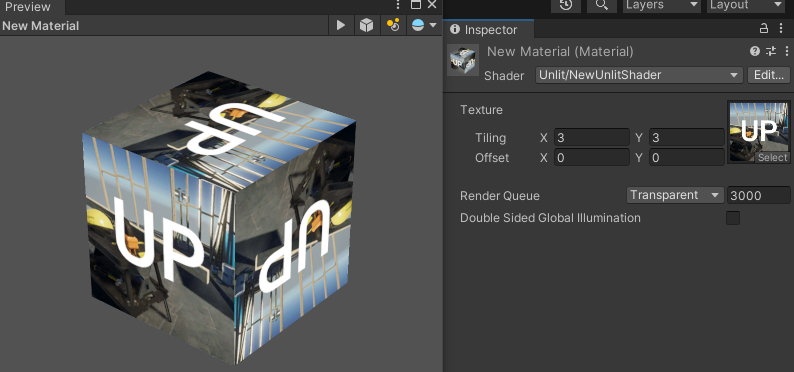 Preview
New Material
UP
UP
UP
Layers
Layout
Inspector
New Material (Material)
Shader
Unlit/NewUnlitShader
Edit...
Texture
Tiling
X 3
Y 3
Offset
X 0
Y 0
UP
Select
Render Queue
Transparent
3000
Double Sided Global Illumination